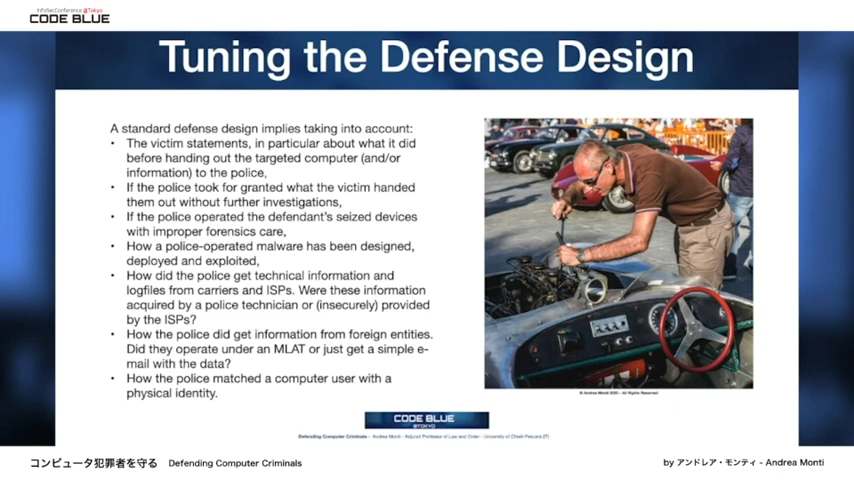 InfoSecConference @Tokyo
CODE BLUE
Tuning the Defense Design
A standard defense design implies taking into account:
• The victim statements, in particular about what it did
before handing out the targeted computer (and/or
information) to the police,
• If the police took for granted what the victim handed
them out without further investigations,
• If the police operated the defendant's seized devices
with improper forensics care,
• How a police-operated malware has been designed,
deployed and exploited,
• How did the police get technical information and
logfiles from carriers and ISPs. Were these information
acquired by a police technician or (insecurely) provided
by the ISPs?
• How the police did get information from foreign entities.
Did they operate under an MLAT or just get a simple e-
mail with the data?
• How the police matched a computer user with a
physical identity.
© Andrea Monti 2020 – All Rights Reserved
CODE BLUE
@TOKYO
Defending Computer Criminals – Andrea Monti - Adjunct Professor of Law and Order - University of Chieti-Pescara (IT)
コンピュータ犯罪者を守る Defending Computer Criminals
by アンドレア・モンティ - Andrea Monti